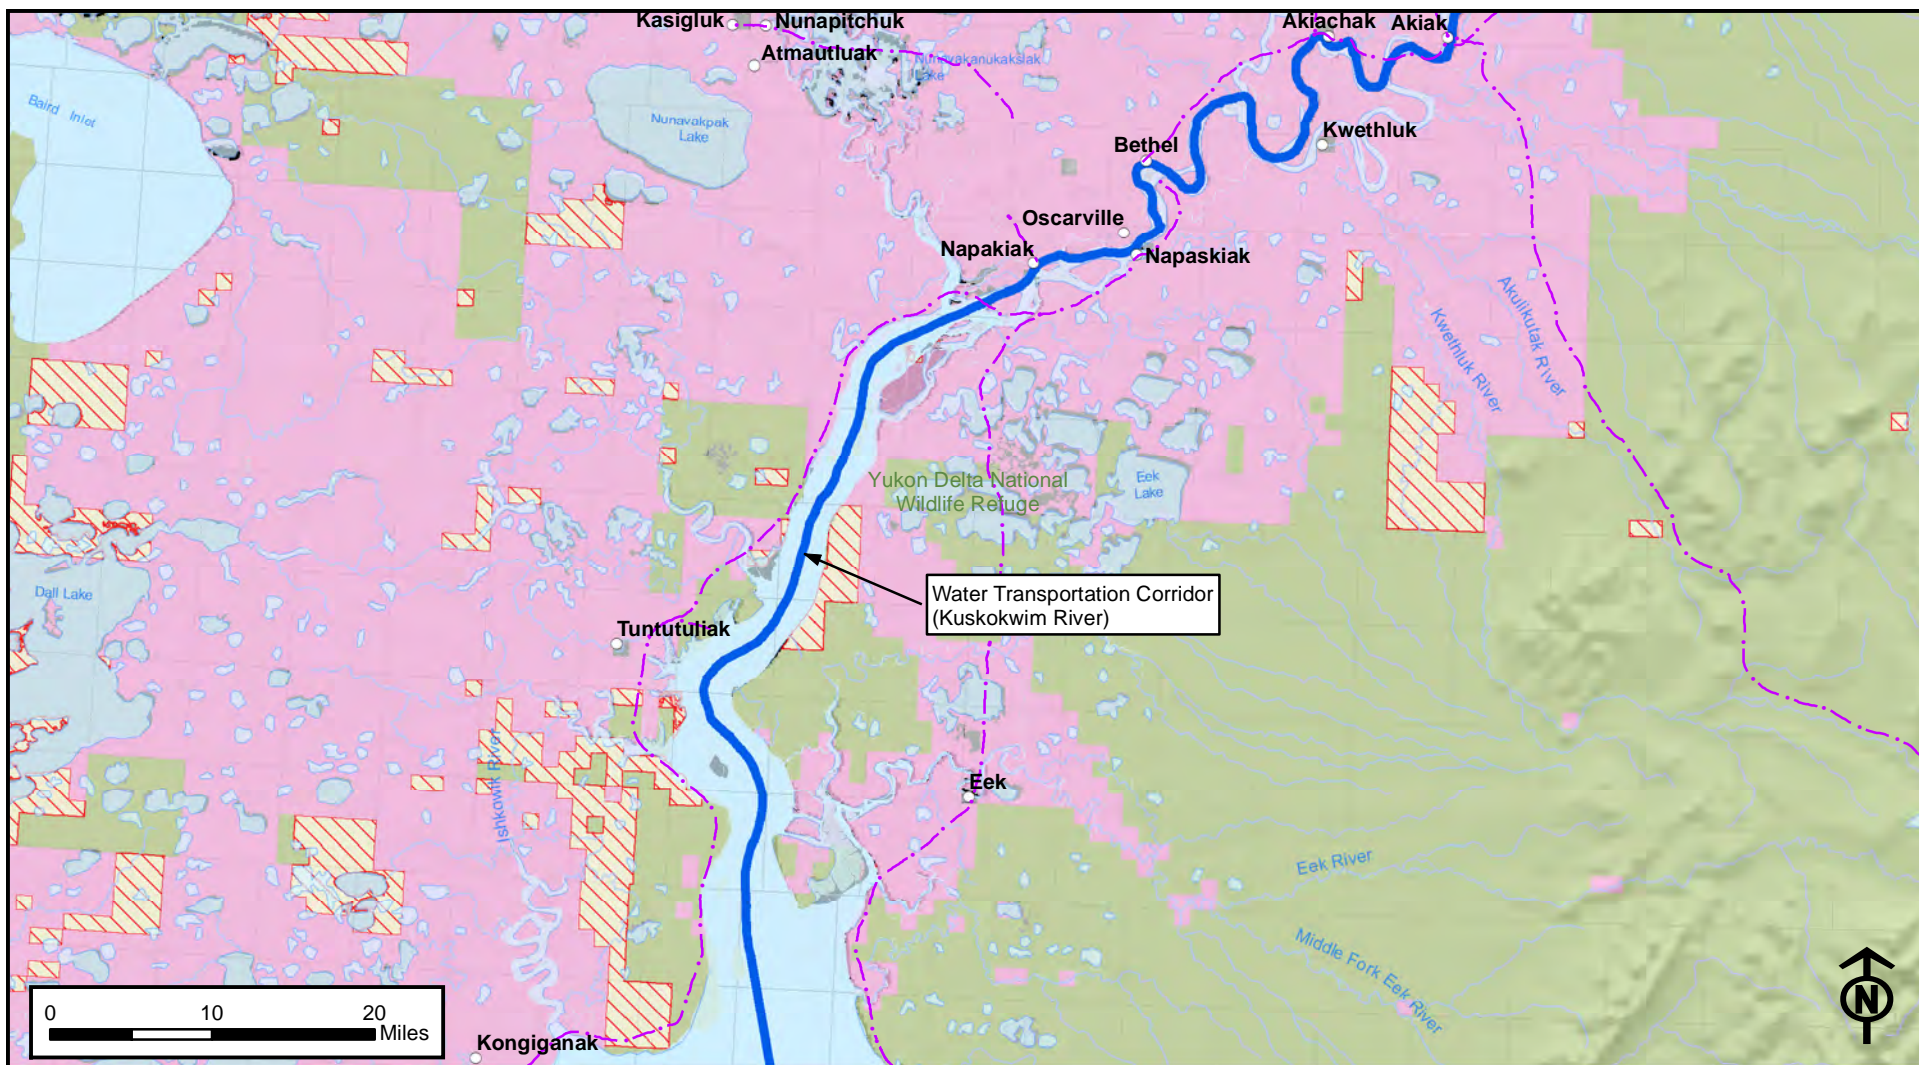 Kasigluk
Nunapitchuk
Akiachak
Akiak
Atmautluak
Nunavakanukakslak
Lake
Baird Inlet
Nunavakpak
Lake
Kwethluk
Bethel
Oscarville
Napakiak
Napaskiak
Akulikutak River
Kwethluk River
Yukon Delta National
Wildlife Refuge
Eek
Lake
Dall Lake
Water Transportation Corridor
(Kuskokwim River)
Tuntutuliak
Ishkowik River
Eek
Eek River
Middle Fork Eek River
0 10 20
Miles
Kongiganak
N